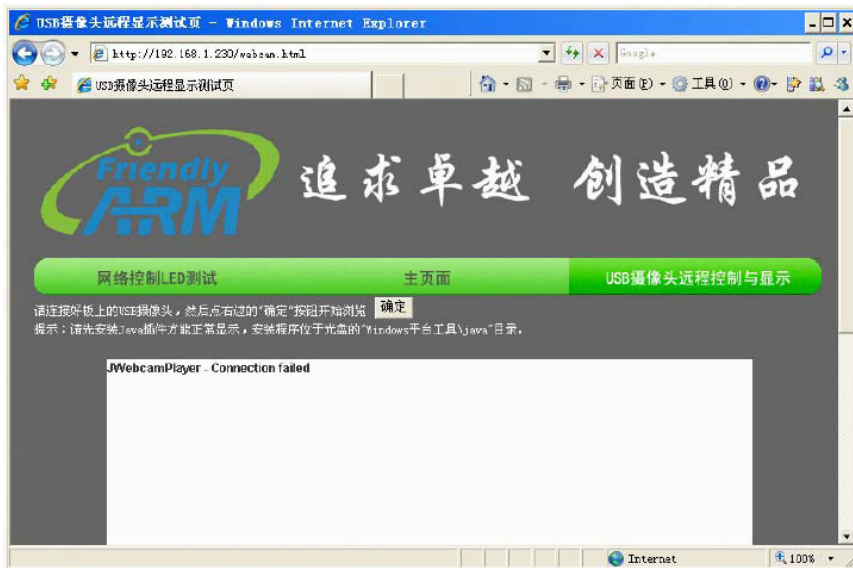 USB摄像头远程显示测试页 - Windows Internet Explorer
http://192.168.1.230/webcam.html
Google
USB摄像头远程显示测试页
页面(P)
工具(O)
Friendly
ARM
追求卓越 创造精品
网络控制LED测试
主页面
USB摄像头远程控制与显示
请连接好板上的USB摄像头，然后点右边的"确定"按钮开始浏览 确定
提示：请先安装Java插件方能正常显示，安装程序位于光盘的"Windows平台工具\java"目录。
JWebcamPlayer - Connection failed
Internet
100%